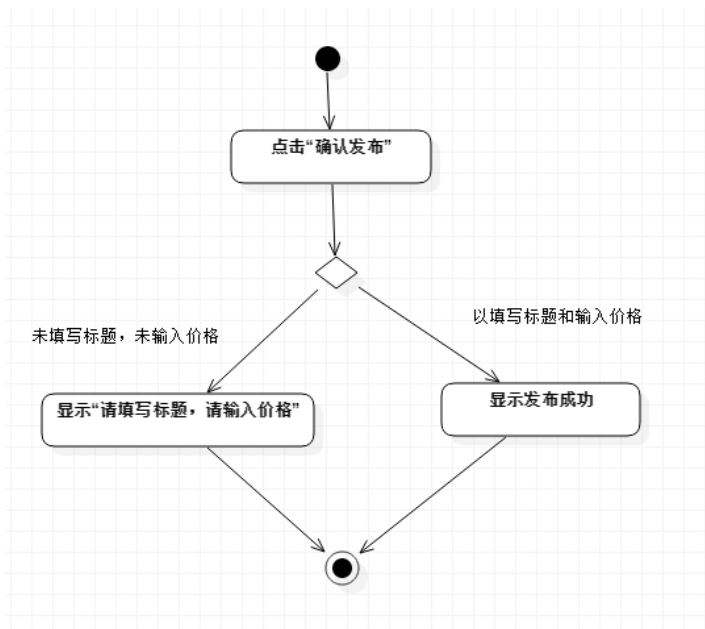 点击“确认发布”
以填写标题和输入价格
未填写标题，未输入价格
显示发布成功
显示“请填写标题，请输入价格”